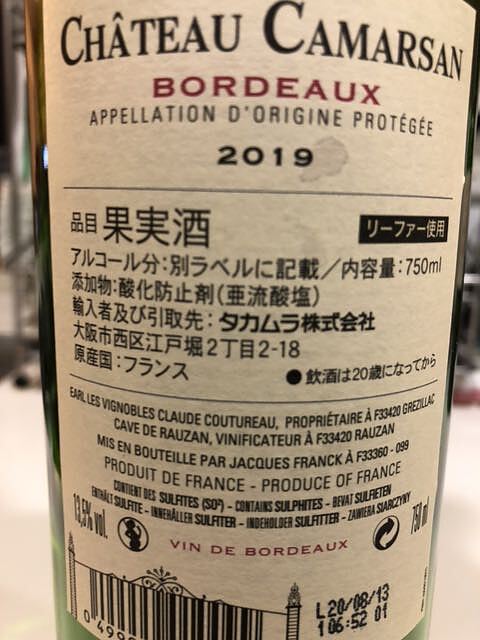 CHÂTEAU CAMARSAN
BORDEAUX
APPELLATION D'ORIGINE PROTÉGÉE
2019
品目 果実酒 リーファー使用
アルコール分:別ラベルに記載/内容量:750ml
添加物:酸化防止剤(亜流酸塩)
輸入者及び引取先:タカムラ株式会社
大阪市西区江戸堀2丁目2-18
原産国:フランス
●飲酒は20歳になってから
EARL LES VIGNOBLES CLAUDE COUTUREAU, PROPRIÉTAIRE À F33420 GREZILLAC
CAVE DE RAUZAN, VINIFICATEUR À F33420 RAUZAN
MIS EN BOUTEILLE PAR JACQUES FRANCK À F33360 - 099
PRODUIT DE FRANCE - PRODUCE OF FRANCE
CONTIENT DES SULFITES (SO²) - CONTAINS SULPHITES - BEVAT SULFIETEN
ENTHÄLT SULFITE - INNEHÅLLER SULFITER - INDEHOLDER SULFITTER - ZAWIERA SIARCZYNY
13,5% vol.
750 ml
VIN DE BORDEAUX
L20/08/13
1 06:52 01